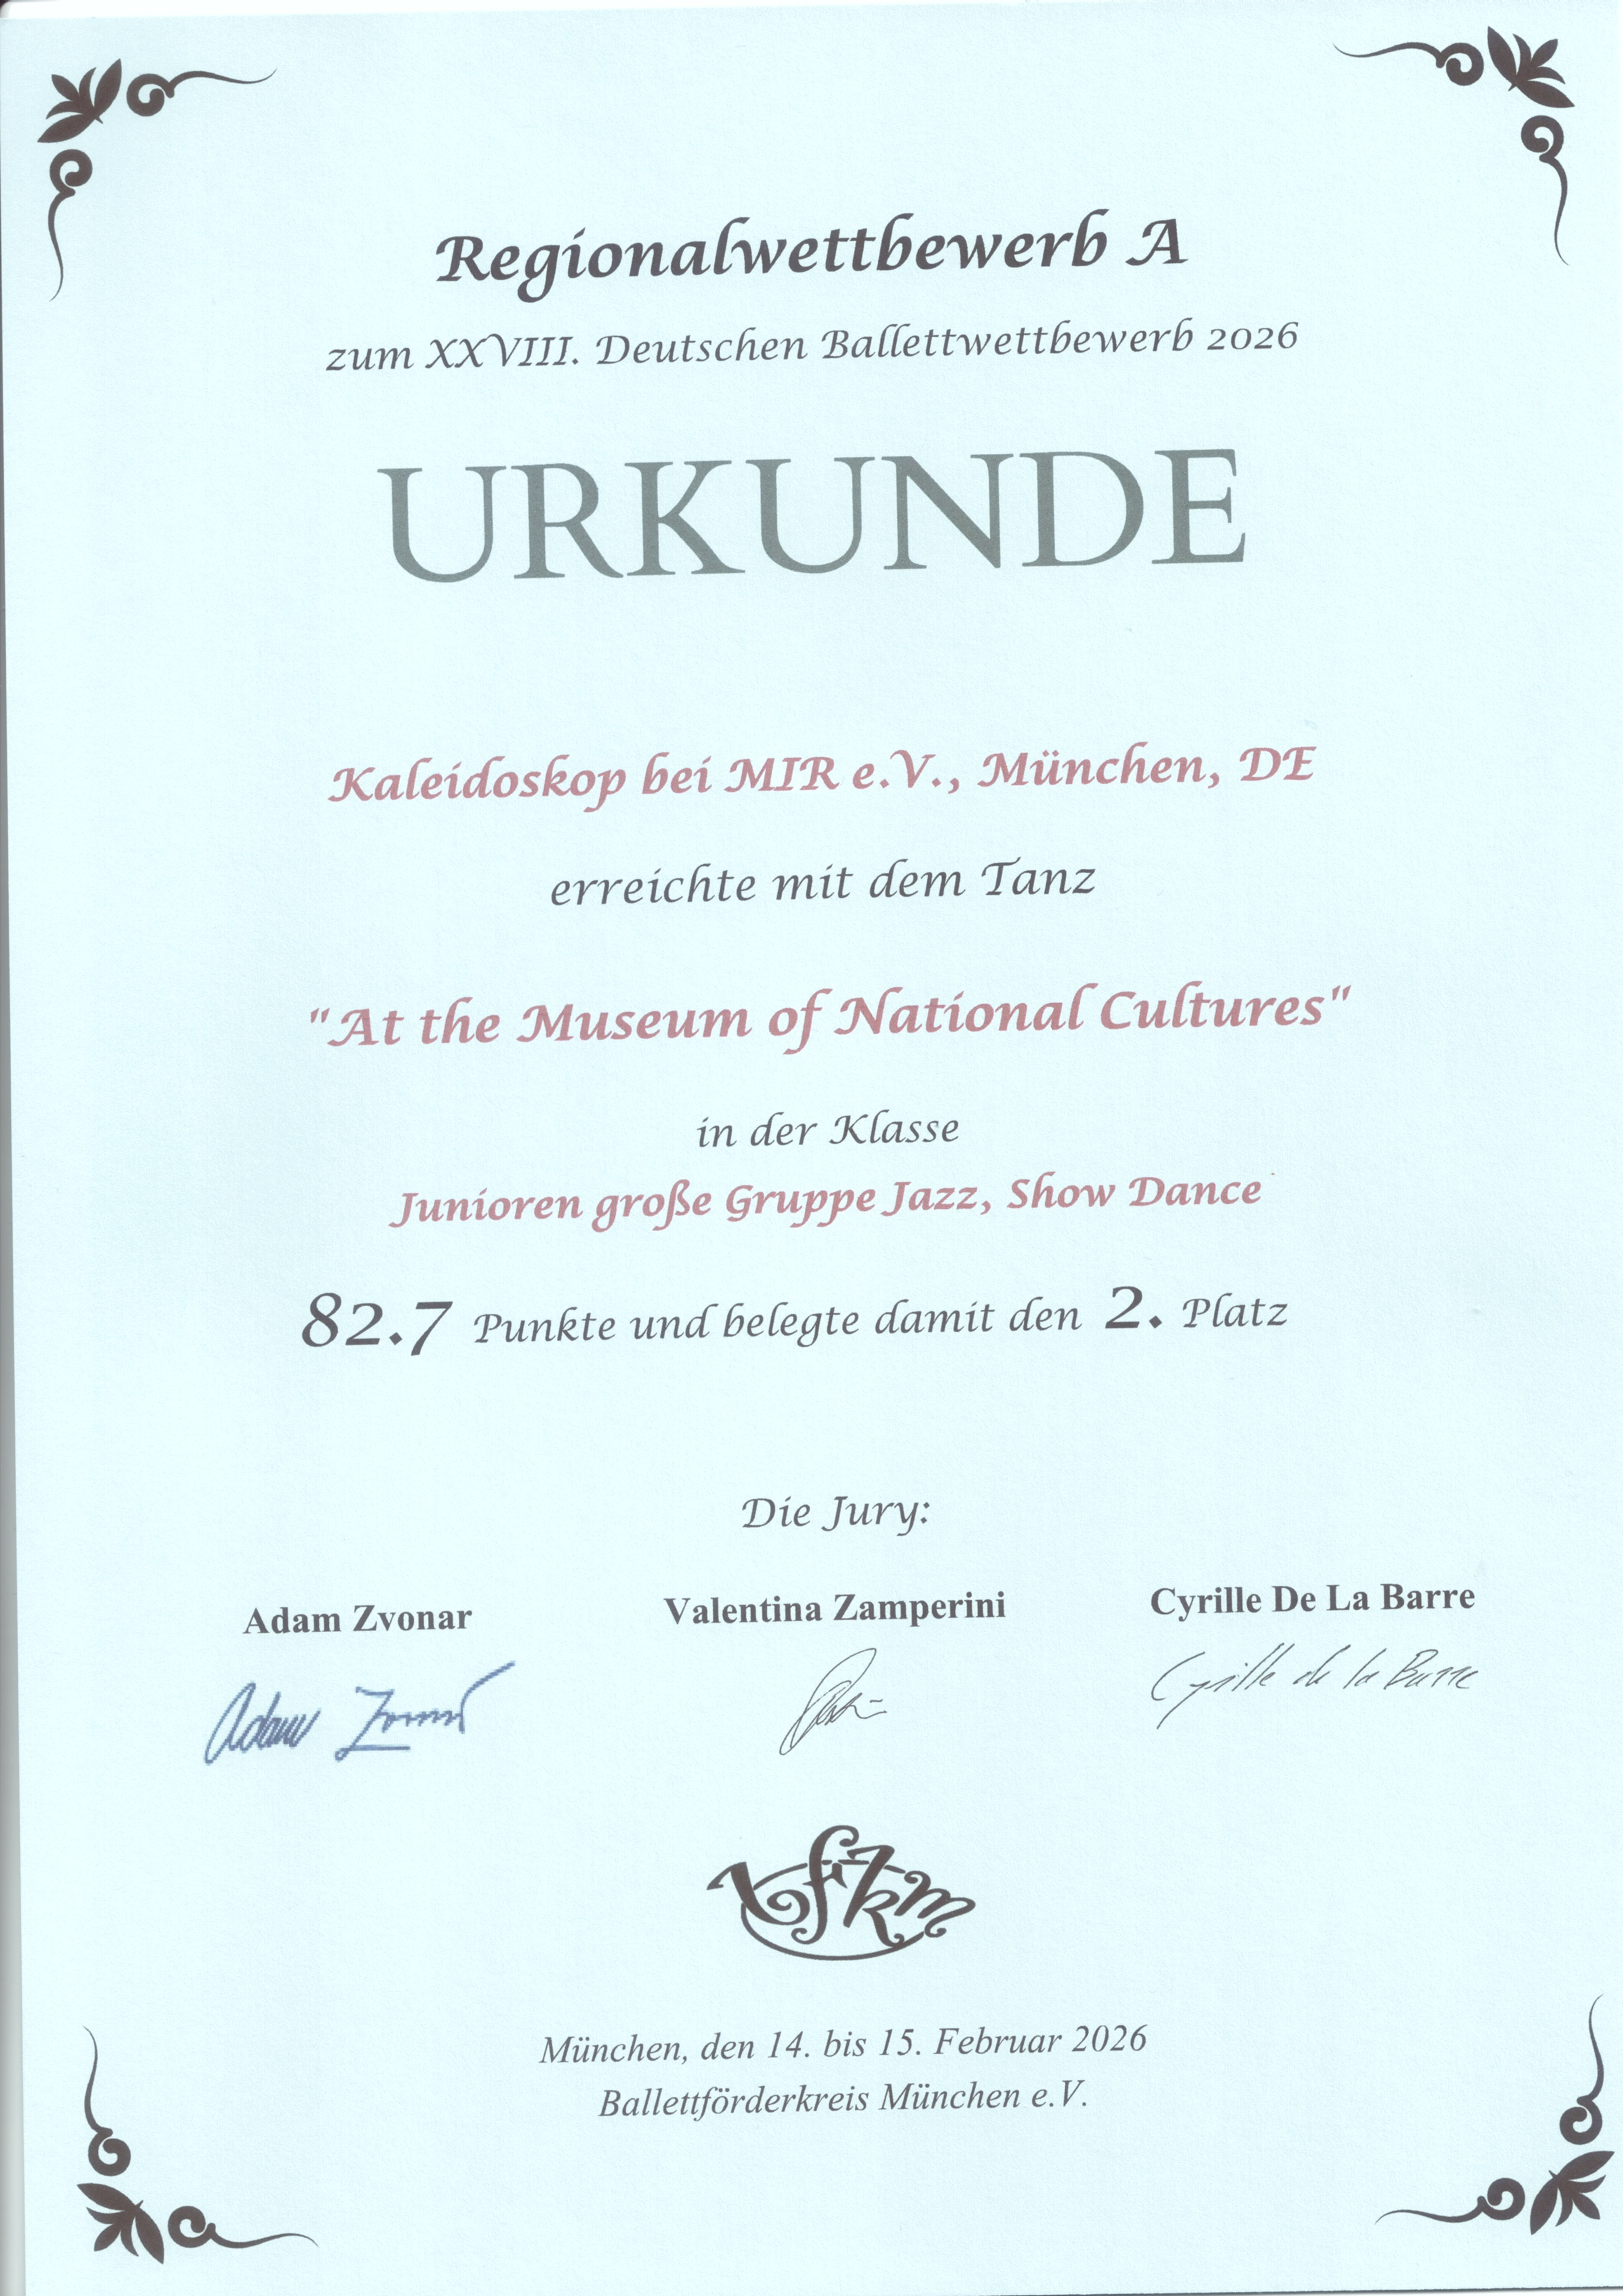 Regionalwettbewerb A
zum XXVIII. Deutschen Ballettwettbewerb 2026
URKUNDE
Kaleidoskop bei MIR e.V., München, DE
erreichte mit dem Tanz
"At the Museum of National Cultures"
in der Klasse
Junioren große Gruppe Jazz, Show Dance
82.7 Punkte und belegte damit den 2. Platz
Die Jury:
Adam Zvonar Valentina Zamperini Cyrille De La Barre
Cyrille de la Barre
bfkm
München, den 14. bis 15. Februar 2026
Ballettförderkreis München e.V.